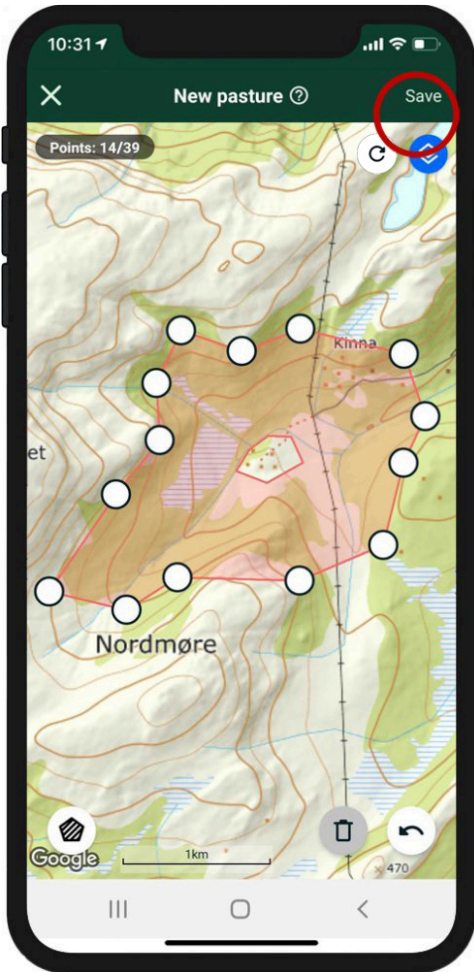 10:31
New pasture
Save
Points: 14/39
Kinna
et
Nordmøre
Google
1km
470